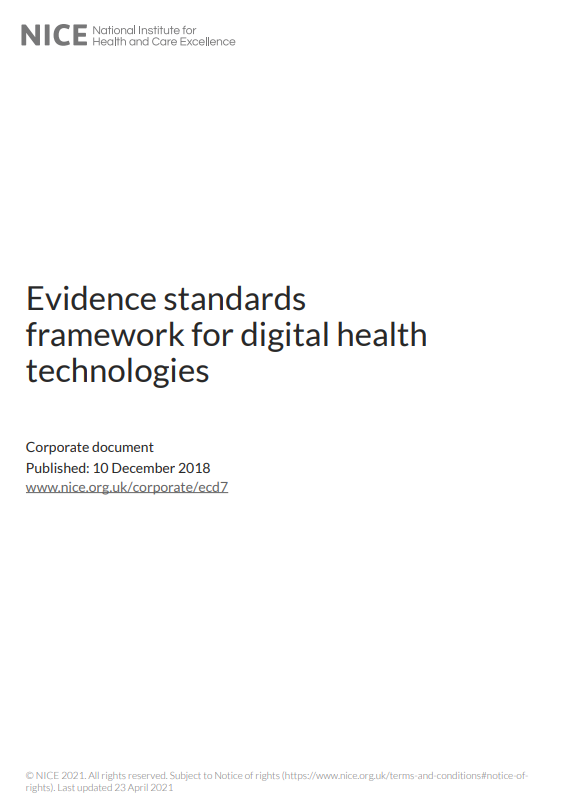 NICE National Institute for
Health and Care Excellence
Evidence standards
framework for digital health
technologies
Corporate document
Published: 10 December 2018
www.nice.org.uk/corporate/ecd7
© NICE 2021. All rights reserved. Subject to Notice of rights (https://www.nice.org.uk/terms-and-conditions#notice-of-
rights). Last updated 23 April 2021